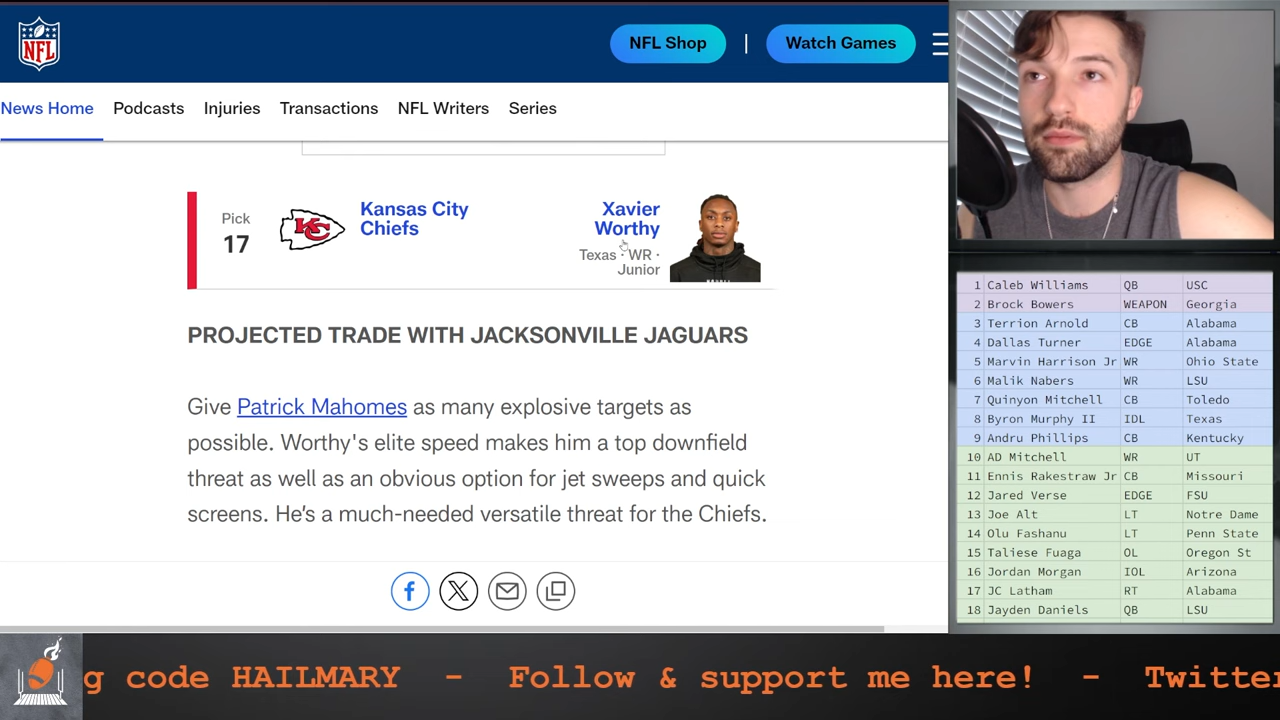 NFL
NFL Shop | Watch Games
News Home Podcasts Injuries Transactions NFL Writers Series
Pick
17
KC
Kansas City
Chiefs
Xavier
Worthy
Texas · WR ·
Junior
PROJECTED TRADE WITH JACKSONVILLE JAGUARS
Give Patrick Mahomes as many explosive targets as
possible. Worthy's elite speed makes him a top downfield
threat as well as an obvious option for jet sweeps and quick
screens. He's a much-needed versatile threat for the Chiefs.
1 Caleb Williams QB USC
2 Brock Bowers WEAPON Georgia
3 Terrion Arnold CB Alabama
4 Dallas Turner EDGE Alabama
5 Marvin Harrison Jr WR Ohio State
6 Malik Nabers WR LSU
7 Quinyon Mitchell CB Toledo
8 Byron Murphy II IDL Texas
9 Andru Phillips CB Kentucky
10 AD Mitchell WR UT
11 Ennis Rakestraw Jr CB Missouri
12 Jared Verse EDGE FSU
13 Joe Alt LT Notre Dame
14 Olu Fashanu LT Penn State
15 Taliese Fuaga OL Oregon St
16 Jordan Morgan IOL Arizona
17 JC Latham RT Alabama
18 Jayden Daniels QB LSU
g code HAILMARY - Follow & support me here! - Twitter